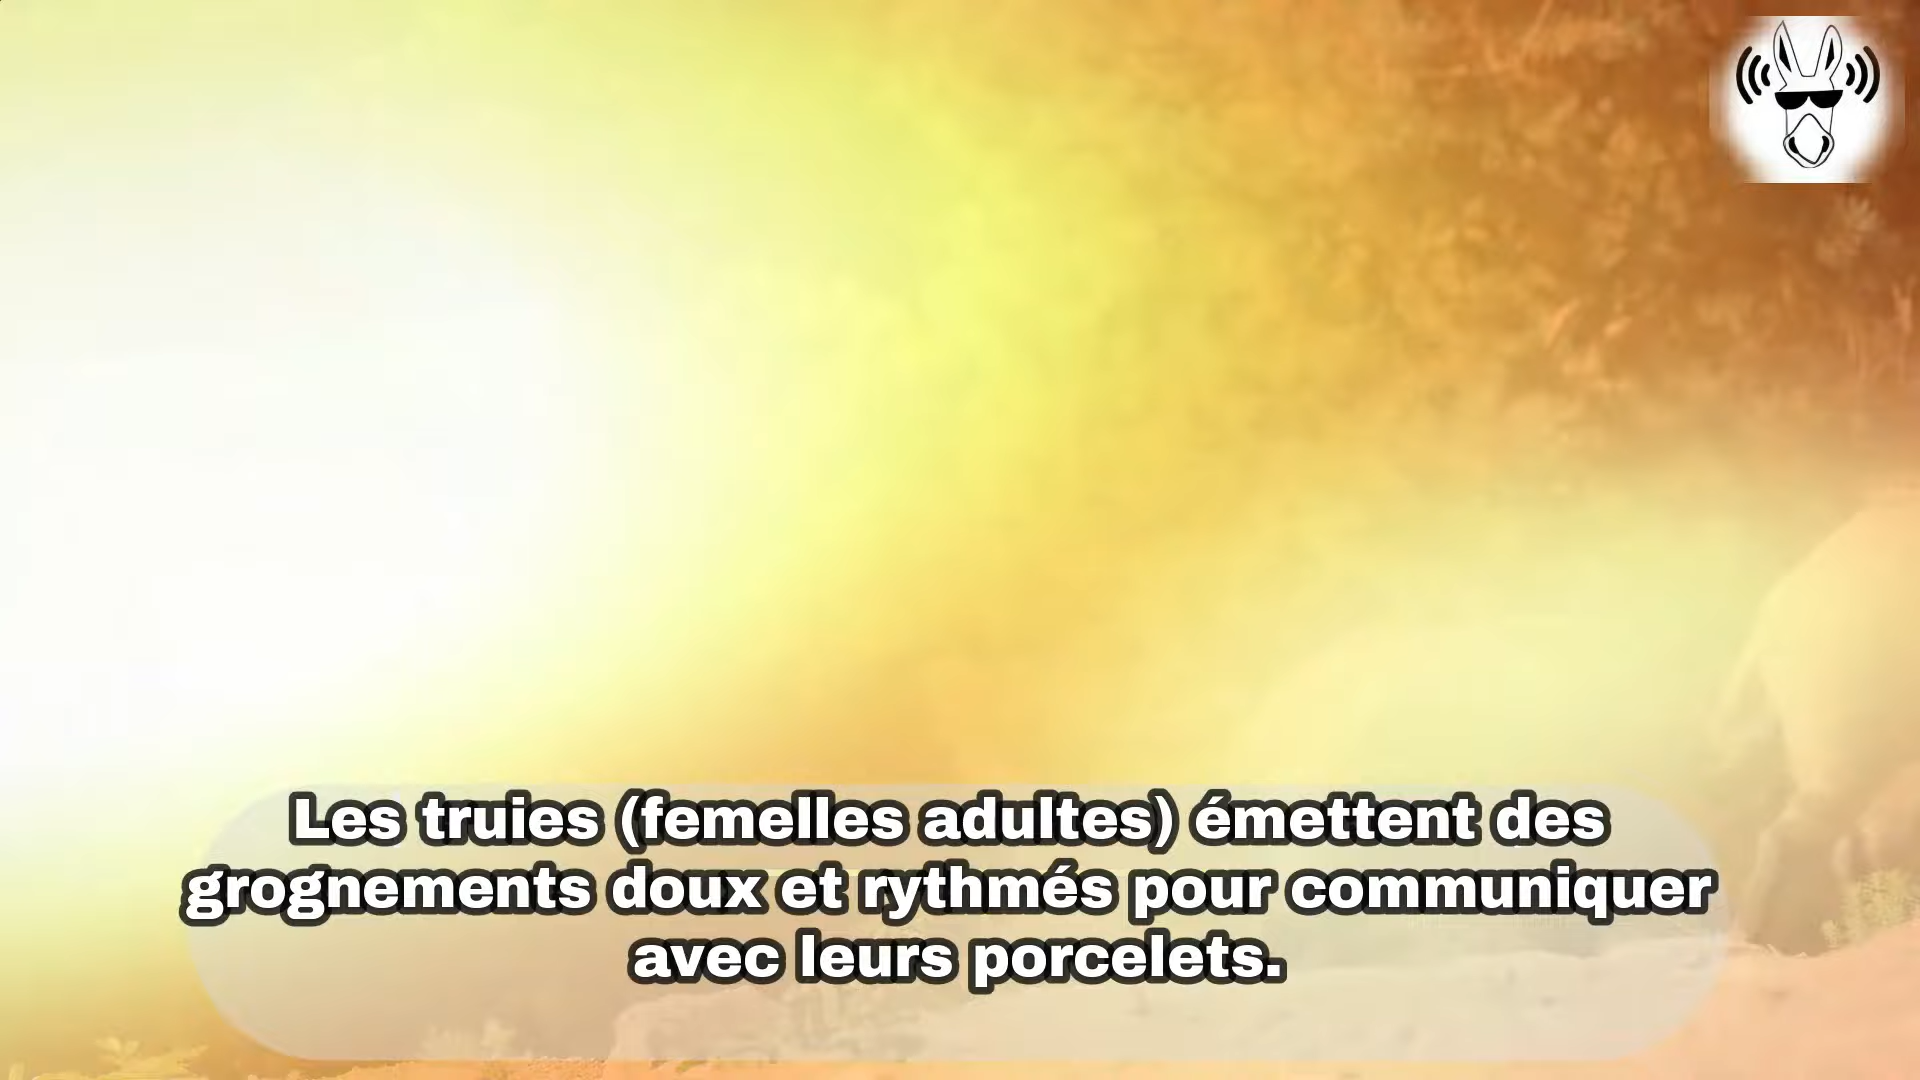 Les truies (femelles adultes) émettent des
grognements doux et rythmés pour communiquer
avec leurs porcelets.